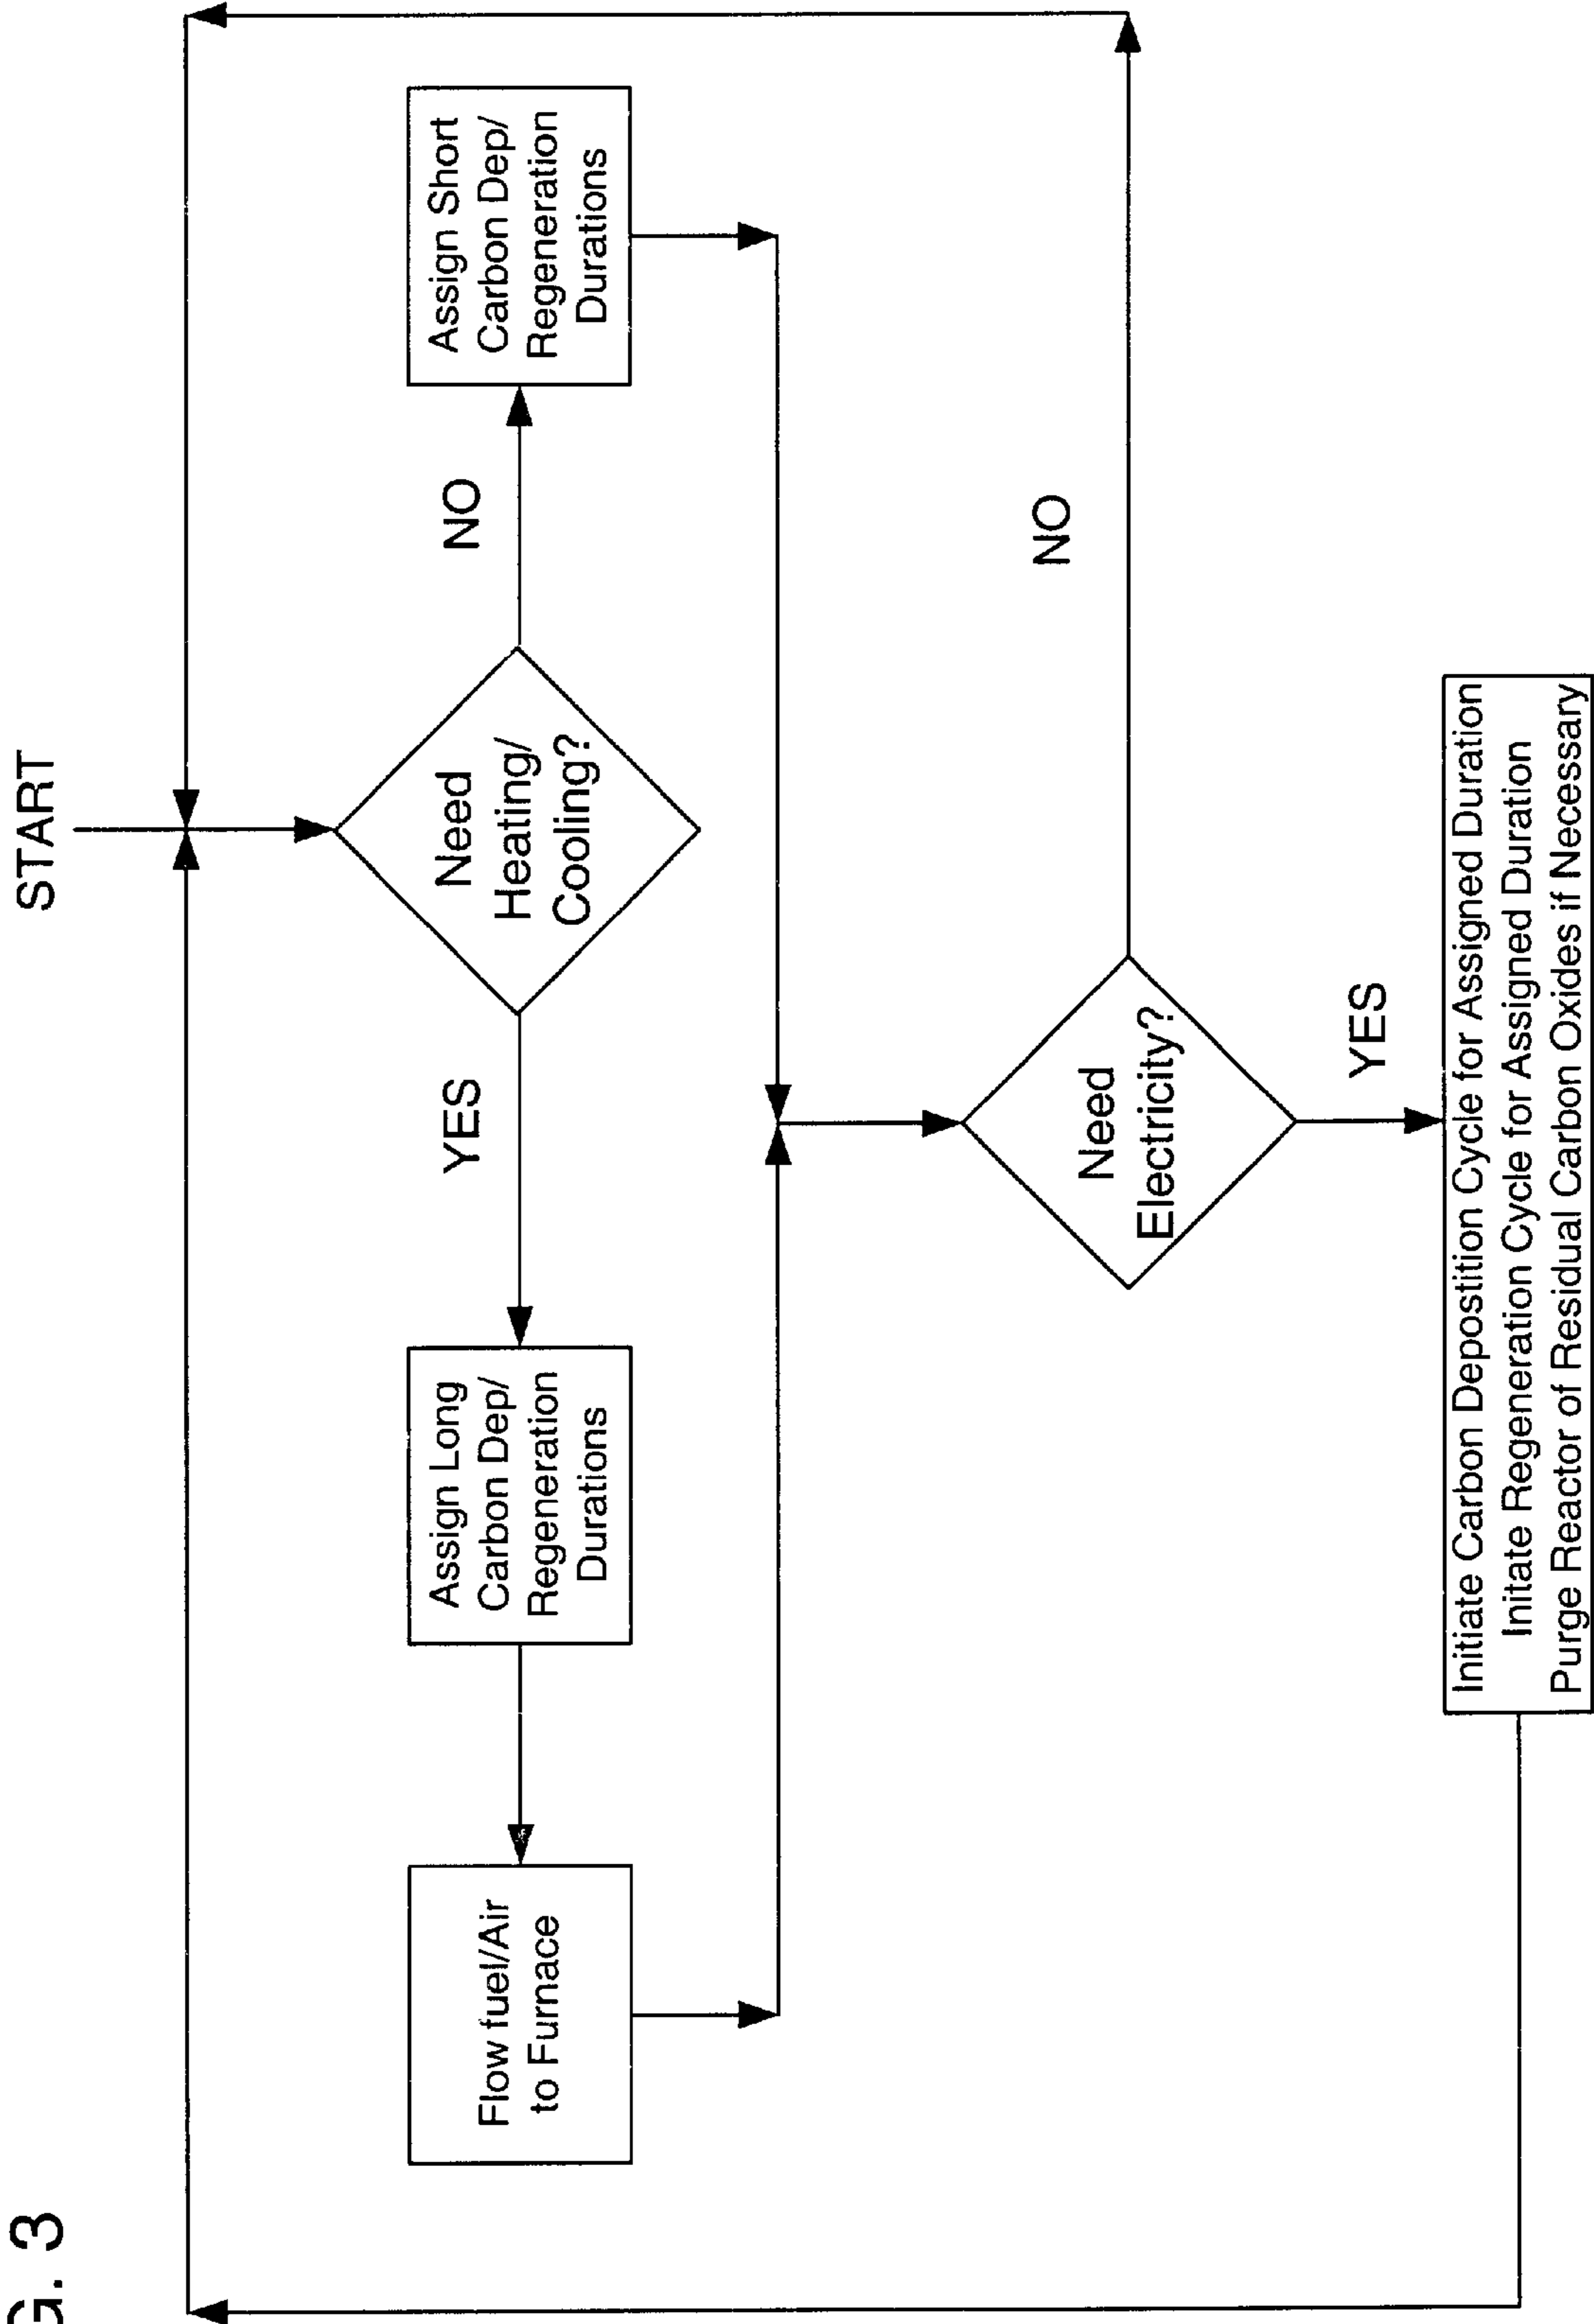 G. 3
START
Need
Heating/
Cooling?
YES
NO
Flow fuel/Air
to Furnace
Assign Long
Carbon Dep/
Regeneration
Durations
Assign Short
Carbon Dep/
Regeneration
Durations
Need
Electricity?
NO
YES
Initiate Carbon Depostition Cycle for Assigned Duration
Initate Regeneration Cycle for Assigned Duration
Purge Reactor of Residual Carbon Oxides if Necessary